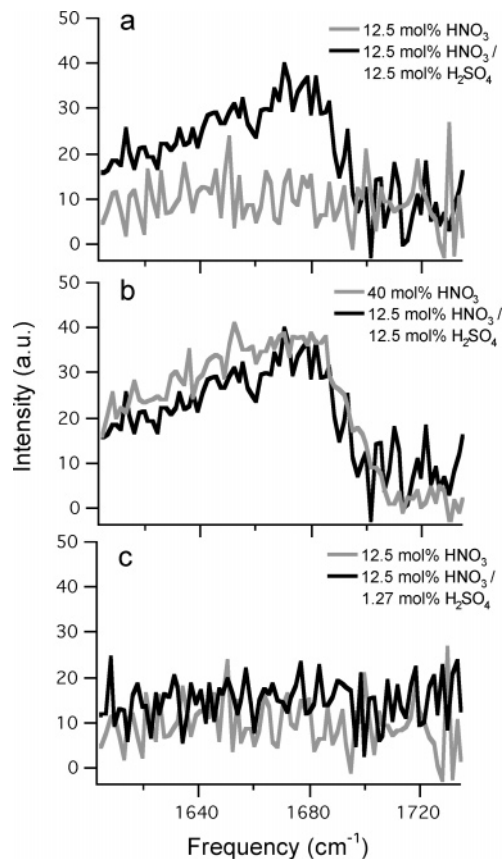 a
12.5 mol% HNO₃
12.5 mol% HNO₃ /
12.5 mol% H₂SO₄
50
40
30
20
10
0
b
40 mol% HNO₃
12.5 mol% HNO₃ /
12.5 mol% H₂SO₄
50
40
30
20
10
0
Intensity (a.u.)
c
12.5 mol% HNO₃
12.5 mol% HNO₃ /
1.27 mol% H₂SO₄
50
40
30
20
10
0
1640 1680 1720
Frequency (cm⁻¹)